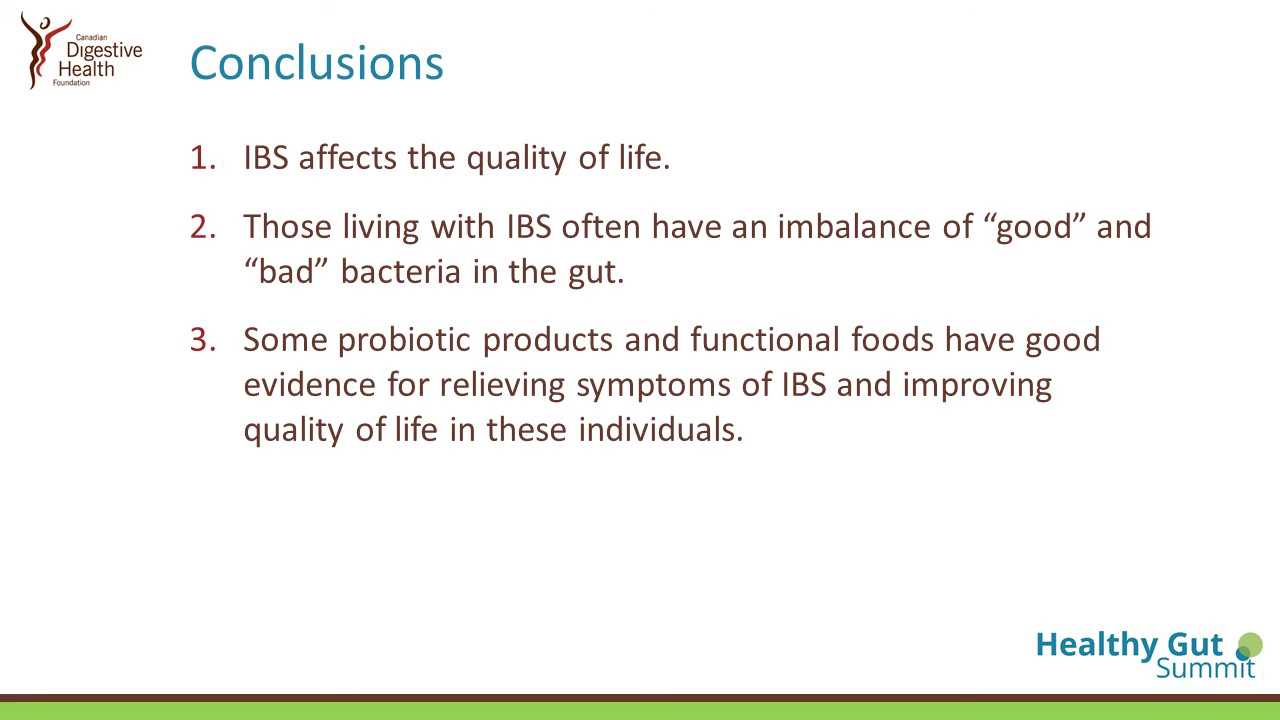 Canadian
Digestive
Health
Foundation
Conclusions
1. IBS affects the quality of life.
2. Those living with IBS often have an imbalance of “good” and
“bad” bacteria in the gut.
3. Some probiotic products and functional foods have good
evidence for relieving symptoms of IBS and improving
quality of life in these individuals.
Healthy Gut
Summit